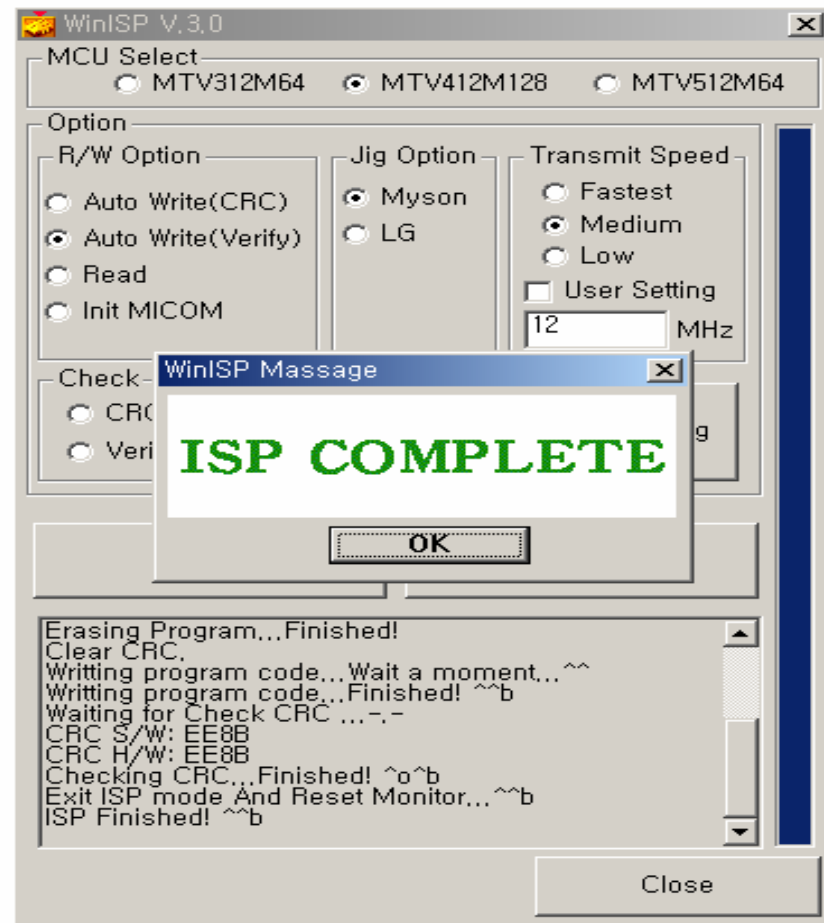 WinISP V.3.0
MCU Select
MTV312M64 MTV412M128 MTV512M64
Option
R/W Option
Auto Write(CRC)
Auto Write(Verify)
Read
Init MICOM
Jig Option
Myson
LG
Transmit Speed
Fastest
Medium
Low
User Setting
12 MHz
Check
CRC
Veri
g
WinISP Massage
ISP COMPLETE
OK
Erasing Program...Finished!
Clear CRC.
Writting program code...Wait a moment...^^
Writting program code...Finished! ^^b
Waiting for Check CRC ...-.-
CRC S/W: EE8B
CRC H/W: EE8B
Checking CRC...Finished! ^o^b
Exit ISP mode And Reset Monitor...^^b
ISP Finished! ^^b
Close